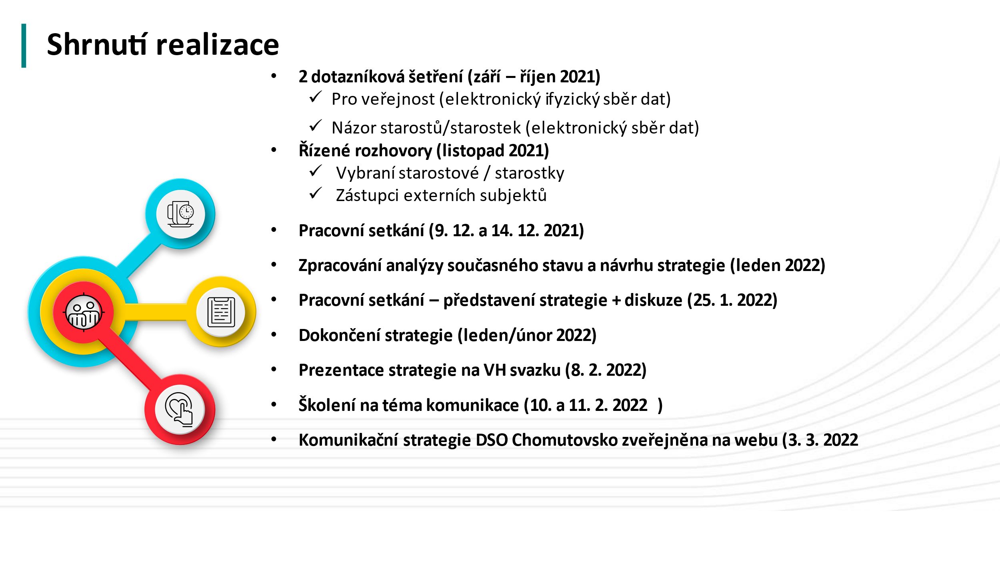 Shrnutí realizace
• 2 dotazníková šetření (září – říjen 2021)
✓ Pro veřejnost (elektronický ifyzický sběr dat)
✓ Názor starostů/starostek (elektronický sběr dat)
• Řízené rozhovory (listopad 2021)
✓ Vybraní starostové / starostky
✓ Zástupci externích subjektů
• Pracovní setkání (9. 12. a 14. 12. 2021)
• Zpracování analýzy současného stavu a návrhu strategie (leden 2022)
• Pracovní setkání – představení strategie + diskuze (25. 1. 2022)
• Dokončení strategie (leden/únor 2022)
• Prezentace strategie na VH svazku (8. 2. 2022)
• Školení na téma komunikace (10. a 11. 2. 2022 )
• Komunikační strategie DSO Chomutovsko zveřejněna na webu (3. 3. 2022